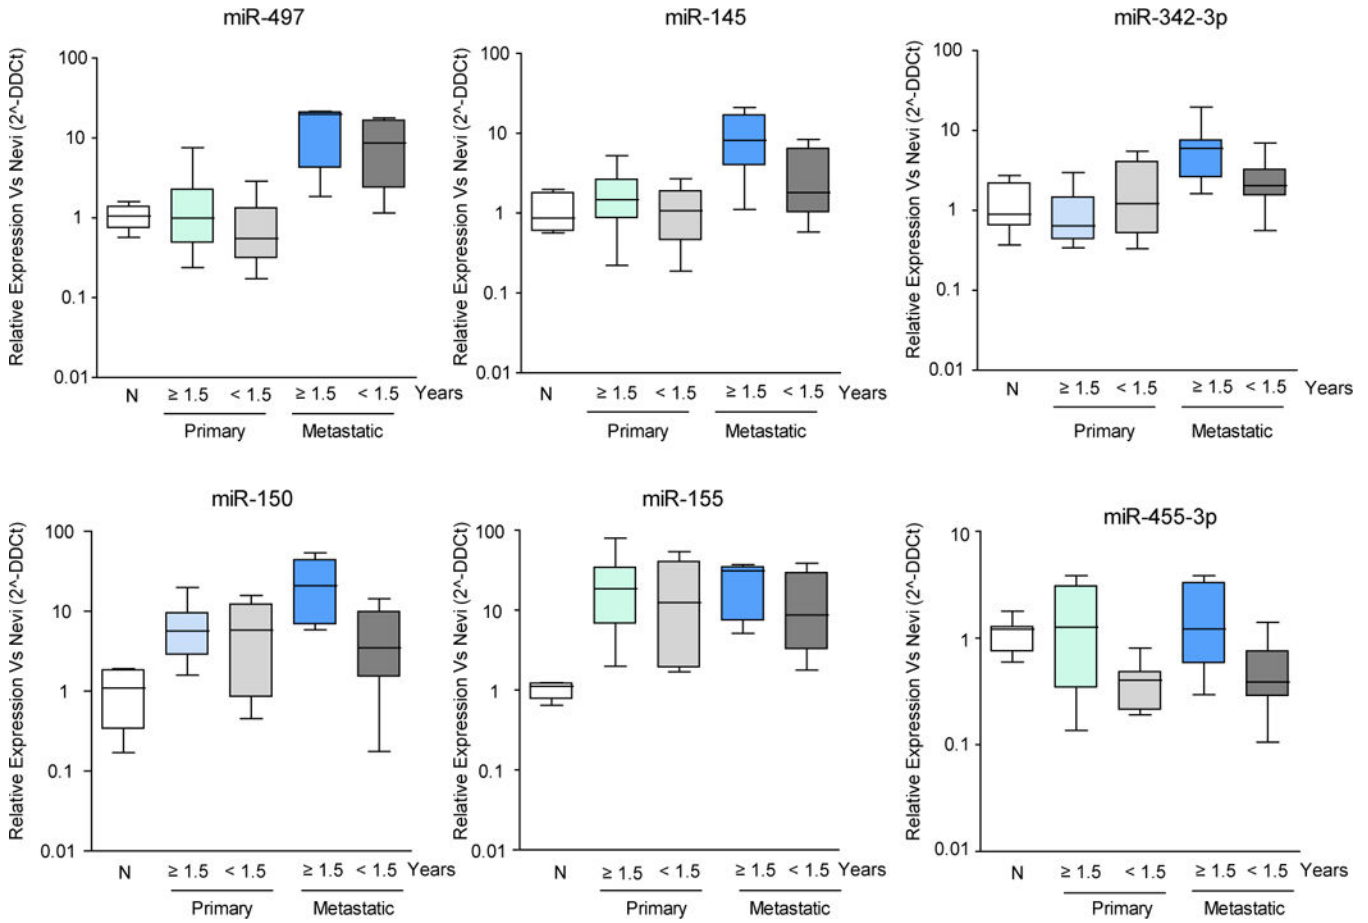 miR-497
Relative Expression Vs Nevi (2^-DDCt)
100
10
1
0.1
0.01
N
≥ 1.5
< 1.5
≥ 1.5
< 1.5
Years
Primary
Metastatic
miR-145
Relative Expression Vs Nevi (2^-DDCt)
100
10
1
0.1
0.01
N
≥ 1.5
< 1.5
≥ 1.5
< 1.5
Years
Primary
Metastatic
miR-342-3p
Relative Expression Vs Nevi (2^-DDCt)
100
10
1
0.1
0.01
N
≥ 1.5
< 1.5
≥ 1.5
< 1.5
Years
Primary
Metastatic
miR-150
Relative Expression Vs Nevi (2^-DDCt)
100
10
1
0.1
0.01
N
≥ 1.5
< 1.5
≥ 1.5
< 1.5
Years
Primary
Metastatic
miR-155
Relative Expression Vs Nevi (2^-DDCt)
100
10
1
0.1
0.01
N
≥ 1.5
< 1.5
≥ 1.5
< 1.5
Years
Primary
Metastatic
miR-455-3p
Relative Expression Vs Nevi (2^-DDCt)
10
1
0.1
0.01
N
≥ 1.5
< 1.5
≥ 1.5
< 1.5
Years
Primary
Metastatic